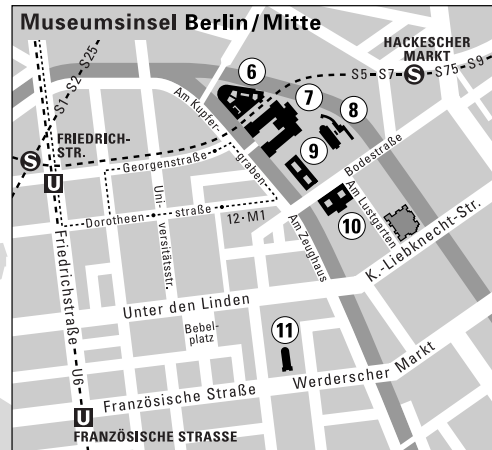 Museumsinsel Berlin/Mitte
HACKESCHER
MARKT
S
S5-S7
S75-S9
S1-S2-S25
6
7
8
Am Kupfer-
graben
FRIEDRICH-
STR.
S
U
Georgenstraße
9
Bodestraße
Dorotheen
straße
Uni-
versitätsstr.
12·M1
10
Am Lustgarten
Am Zeughaus
K.-Liebknecht-Str.
Friedrichstraße
U6
Unter den Linden
Bebel-
platz
11
Werderscher Markt
Französische Straße
U
FRANZÖSISCHE STRASSE